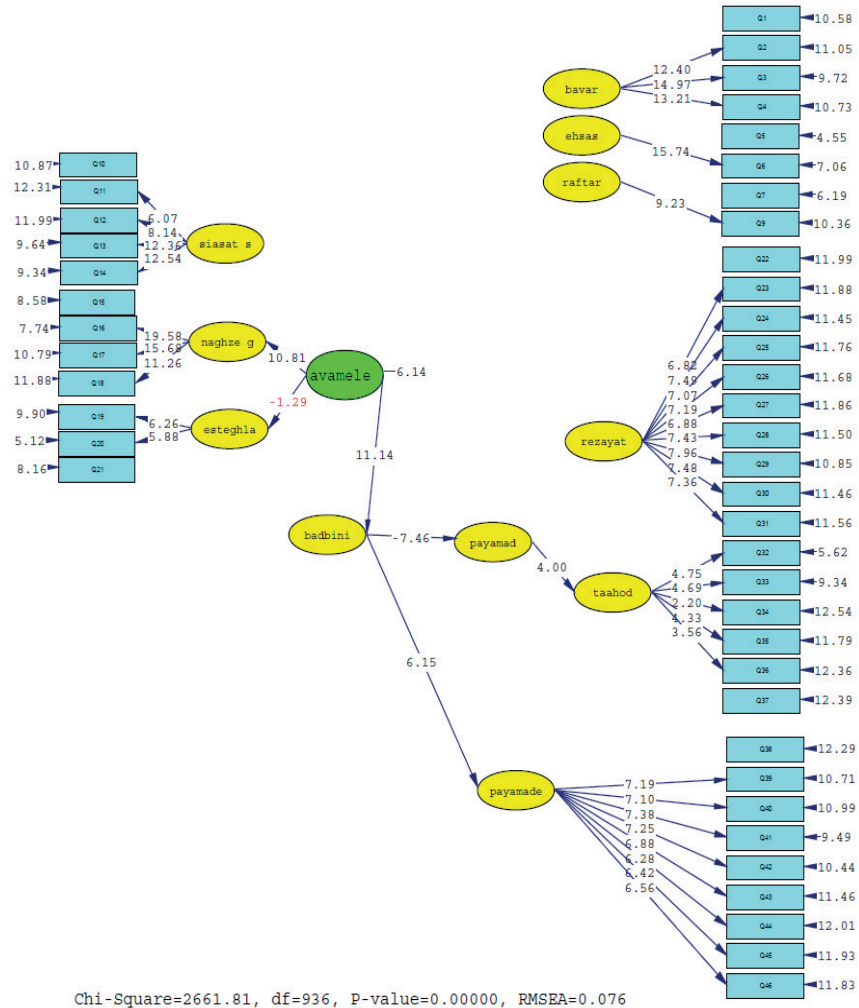 Q1 10.58
Q2 11.05
12.40
Q3 9.72
bavar 14.97
13.21
Q4 10.73
ehsas
Q5 4.55
15.74
Q6 7.06
raftar
Q7 6.19
9.23
Q9 10.36
10.87 Q10
12.31 Q11
6.07
11.99 Q12
8.14
9.64 Q13
siasat s
12.36
12.54
9.34 Q14
8.58 Q15
7.74 Q16
19.58
naghze g
15.68
10.79 Q17
11.26
11.88 Q18
10.81
avamele
6.14
-1.29
9.90 Q19
6.26
esteghla
5.88
5.12 Q20
8.16 Q21
11.14
Q22 11.99
Q23 11.88
Q24 11.45
Q25 11.76
6.82
7.49
Q26 11.68
7.07
7.19
Q27 11.86
6.88
rezayat
7.43
Q28 11.50
7.96
Q29 10.85
7.48
Q30 11.46
7.36
Q31 11.56
badbini
-7.46
payamad
4.00
taahod
Q32 5.62
4.75
Q33 9.34
4.69
2.20
Q34 12.54
4.33
Q35 11.79
3.56
Q36 12.36
Q37 12.39
6.15
payamade
Q38 12.29
Q39 10.71
7.19
7.10
Q40 10.99
7.38
Q41 9.49
7.25
6.88
Q42 10.44
6.28
Q43 11.46
6.42
6.56
Q44 12.01
Q45 11.93
Q46 11.83
Chi-Square=2661.81, df=936, P-value=0.00000, RMSEA=0.076